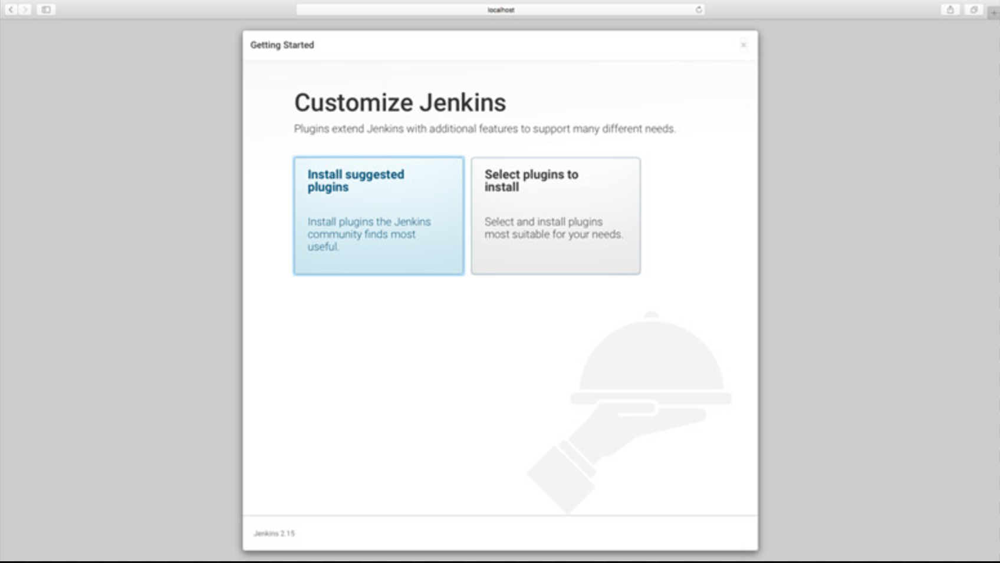 localhost
Getting Started
Customize Jenkins
Plugins extend Jenkins with additional features to support many different needs.
Install suggested
plugins
Install plugins the Jenkins
community finds most
useful.
Select plugins to
install
Select and install plugins
most suitable for your needs.
Jenkins 2.15